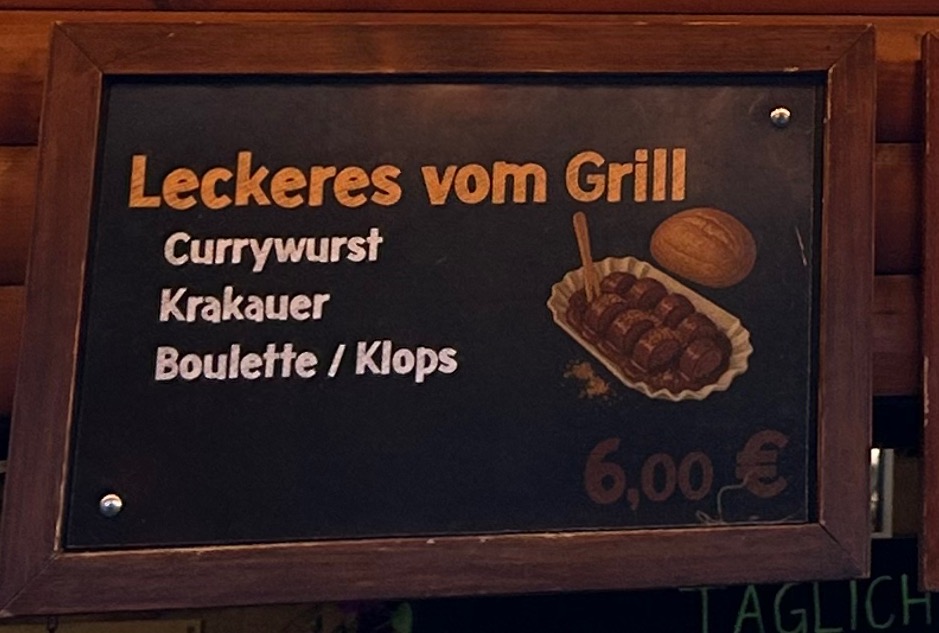 Leckeres vom Grill
Currywurst
Krakauer
Boulette / Klops
6,00 €
TÄGLICH